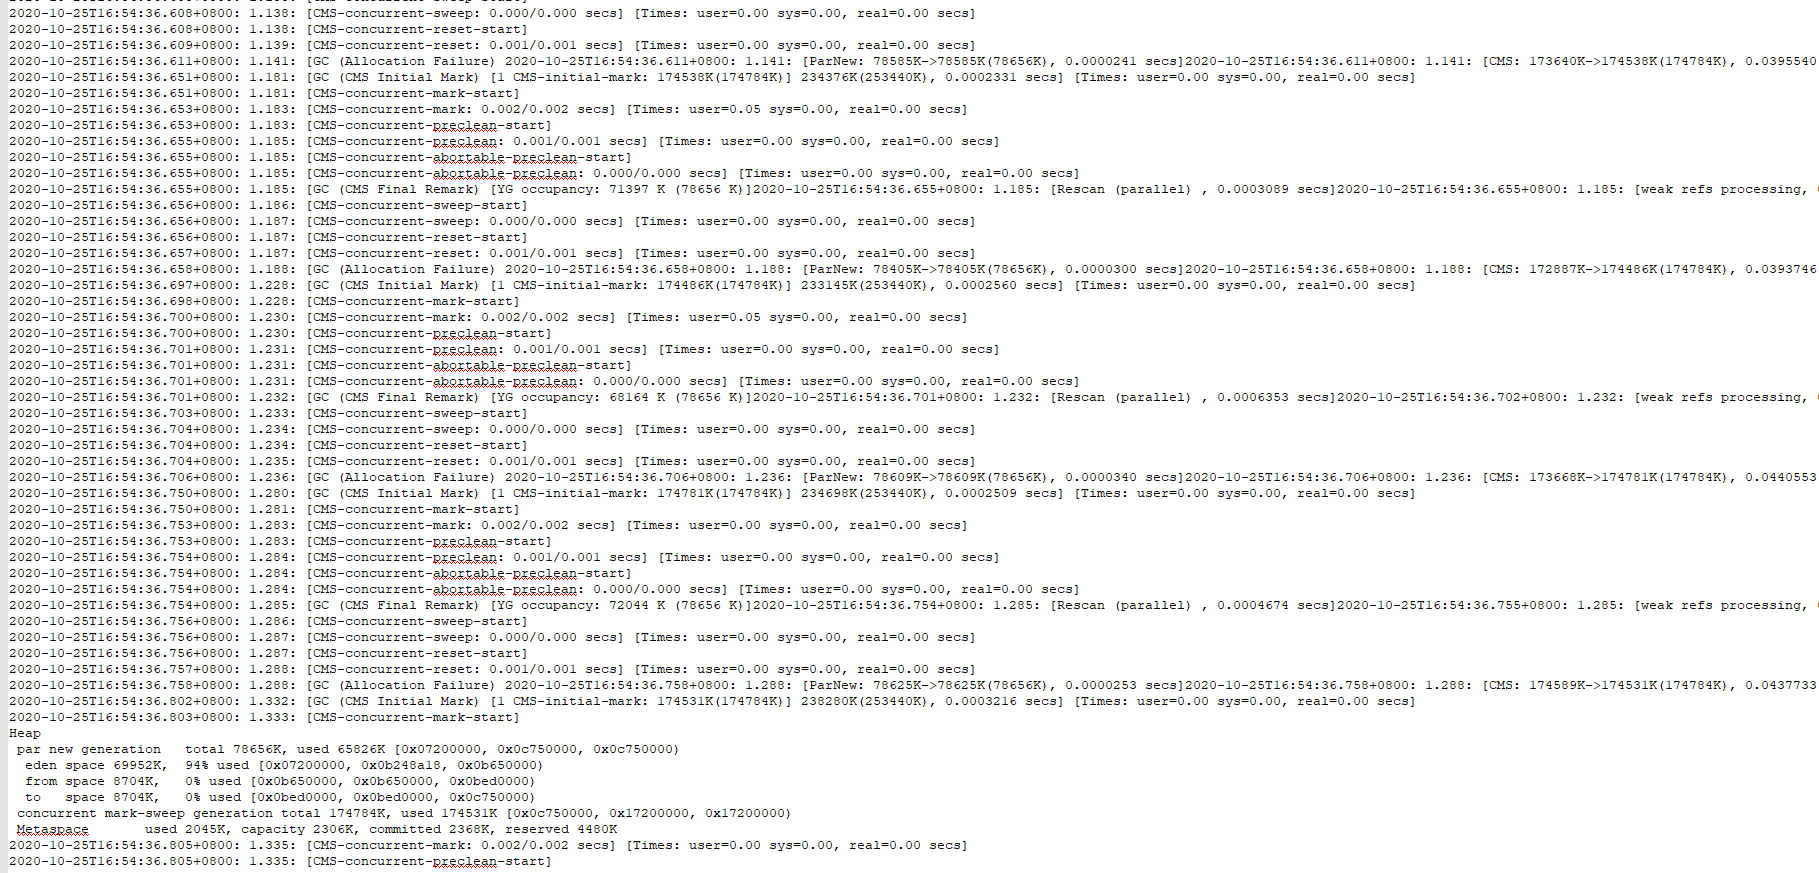 2020-10-25T16:54:36.608+0800: 1.138: [CMS-concurrent-sweep: 0.000/0.000 secs] [Times: user=0.00 sys=0.00, real=0.00 secs]
2020-10-25T16:54:36.608+0800: 1.138: [CMS-concurrent-reset-start]
2020-10-25T16:54:36.609+0800: 1.139: [CMS-concurrent-reset: 0.001/0.001 secs] [Times: user=0.00 sys=0.00, real=0.00 secs]
2020-10-25T16:54:36.611+0800: 1.141: [GC (Allocation Failure) 2020-10-25T16:54:36.611+0800: 1.141: [ParNew: 78585K->78585K(78656K), 0.0000241 secs]2020-10-25T16:54:36.611+0800: 1.141: [CMS: 173640K->174538K(174784K), 0.0395540
2020-10-25T16:54:36.651+0800: 1.181: [GC (CMS Initial Mark) [1 CMS-initial-mark: 174538K(174784K)] 234376K(253440K), 0.0002331 secs] [Times: user=0.00 sys=0.00, real=0.00 secs]
2020-10-25T16:54:36.651+0800: 1.181: [CMS-concurrent-mark-start]
2020-10-25T16:54:36.653+0800: 1.183: [CMS-concurrent-mark: 0.002/0.002 secs] [Times: user=0.05 sys=0.00, real=0.00 secs]
2020-10-25T16:54:36.653+0800: 1.183: [CMS-concurrent-preclean-start]
2020-10-25T16:54:36.655+0800: 1.185: [CMS-concurrent-preclean: 0.001/0.001 secs] [Times: user=0.00 sys=0.00, real=0.00 secs]
2020-10-25T16:54:36.655+0800: 1.185: [CMS-concurrent-abortable-preclean-start]
2020-10-25T16:54:36.655+0800: 1.185: [CMS-concurrent-abortable-preclean: 0.000/0.000 secs] [Times: user=0.00 sys=0.00, real=0.00 secs]
2020-10-25T16:54:36.655+0800: 1.185: [GC (CMS Final Remark) [YG occupancy: 71397 K (78656 K)]2020-10-25T16:54:36.655+0800: 1.185: [Rescan (parallel) , 0.0003089 secs]2020-10-25T16:54:36.655+0800: 1.185: [weak refs processing,
2020-10-25T16:54:36.656+0800: 1.186: [CMS-concurrent-sweep-start]
2020-10-25T16:54:36.656+0800: 1.187: [CMS-concurrent-sweep: 0.000/0.000 secs] [Times: user=0.00 sys=0.00, real=0.00 secs]
2020-10-25T16:54:36.656+0800: 1.187: [CMS-concurrent-reset-start]
2020-10-25T16:54:36.657+0800: 1.187: [CMS-concurrent-reset: 0.001/0.001 secs] [Times: user=0.00 sys=0.00, real=0.00 secs]
2020-10-25T16:54:36.658+0800: 1.188: [GC (Allocation Failure) 2020-10-25T16:54:36.658+0800: 1.188: [ParNew: 78405K->78405K(78656K), 0.0000300 secs]2020-10-25T16:54:36.658+0800: 1.188: [CMS: 172887K->174486K(174784K), 0.0393746
2020-10-25T16:54:36.697+0800: 1.228: [GC (CMS Initial Mark) [1 CMS-initial-mark: 174486K(174784K)] 233145K(253440K), 0.0002560 secs] [Times: user=0.00 sys=0.00, real=0.00 secs]
2020-10-25T16:54:36.698+0800: 1.228: [CMS-concurrent-mark-start]
2020-10-25T16:54:36.700+0800: 1.230: [CMS-concurrent-mark: 0.002/0.002 secs] [Times: user=0.05 sys=0.00, real=0.00 secs]
2020-10-25T16:54:36.700+0800: 1.230: [CMS-concurrent-preclean-start]
2020-10-25T16:54:36.701+0800: 1.231: [CMS-concurrent-preclean: 0.001/0.001 secs] [Times: user=0.00 sys=0.00, real=0.00 secs]
2020-10-25T16:54:36.701+0800: 1.231: [CMS-concurrent-abortable-preclean-start]
2020-10-25T16:54:36.701+0800: 1.231: [CMS-concurrent-abortable-preclean: 0.000/0.000 secs] [Times: user=0.00 sys=0.00, real=0.00 secs]
2020-10-25T16:54:36.701+0800: 1.232: [GC (CMS Final Remark) [YG occupancy: 68164 K (78656 K)]2020-10-25T16:54:36.702+0800: 1.232: [Rescan (parallel) , 0.0006353 secs]2020-10-25T16:54:36.702+0800: 1.232: [weak refs processing,
2020-10-25T16:54:36.703+0800: 1.233: [CMS-concurrent-sweep-start]
2020-10-25T16:54:36.704+0800: 1.234: [CMS-concurrent-sweep: 0.000/0.000 secs] [Times: user=0.00 sys=0.00, real=0.00 secs]
2020-10-25T16:54:36.704+0800: 1.234: [CMS-concurrent-reset-start]
2020-10-25T16:54:36.704+0800: 1.235: [CMS-concurrent-reset: 0.001/0.001 secs] [Times: user=0.00 sys=0.00, real=0.00 secs]
2020-10-25T16:54:36.706+0800: 1.236: [GC (Allocation Failure) 2020-10-25T16:54:36.706+0800: 1.236: [ParNew: 78609K->78609K(78656K), 0.0000340 secs]2020-10-25T16:54:36.706+0800: 1.236: [CMS: 173668K->174781K(174784K), 0.0440553
2020-10-25T16:54:36.750+0800: 1.280: [GC (CMS Initial Mark) [1 CMS-initial-mark: 174781K(174784K)] 234698K(253440K), 0.0002509 secs] [Times: user=0.00 sys=0.00, real=0.00 secs]
2020-10-25T16:54:36.750+0800: 1.281: [CMS-concurrent-mark-start]
2020-10-25T16:54:36.753+0800: 1.283: [CMS-concurrent-mark: 0.002/0.002 secs] [Times: user=0.00 sys=0.00, real=0.00 secs]
2020-10-25T16:54:36.753+0800: 1.283: [CMS-concurrent-preclean-start]
2020-10-25T16:54:36.754+0800: 1.284: [CMS-concurrent-preclean: 0.001/0.001 secs] [Times: user=0.00 sys=0.00, real=0.00 secs]
2020-10-25T16:54:36.754+0800: 1.284: [CMS-concurrent-abortable-preclean-start]
2020-10-25T16:54:36.754+0800: 1.284: [CMS-concurrent-abortable-preclean: 0.000/0.000 secs] [Times: user=0.00 sys=0.00, real=0.00 secs]
2020-10-25T16:54:36.754+0800: 1.285: [GC (CMS Final Remark) [YG occupancy: 72044 K (78656 K)]2020-10-25T16:54:36.754+0800: 1.285: [Rescan (parallel) , 0.0004674 secs]2020-10-25T16:54:36.755+0800: 1.285: [weak refs processing,
2020-10-25T16:54:36.756+0800: 1.286: [CMS-concurrent-sweep-start]
2020-10-25T16:54:36.756+0800: 1.287: [CMS-concurrent-sweep: 0.000/0.000 secs] [Times: user=0.00 sys=0.00, real=0.00 secs]
2020-10-25T16:54:36.756+0800: 1.287: [CMS-concurrent-reset-start]
2020-10-25T16:54:36.757+0800: 1.288: [CMS-concurrent-reset: 0.001/0.001 secs] [Times: user=0.00 sys=0.00, real=0.00 secs]
2020-10-25T16:54:36.758+0800: 1.288: [GC (Allocation Failure) 2020-10-25T16:54:36.758+0800: 1.288: [ParNew: 78625K->78625K(78656K), 0.0000253 secs]2020-10-25T16:54:36.758+0800: 1.288: [CMS: 174589K->174531K(174784K), 0.0437733
2020-10-25T16:54:36.802+0800: 1.332: [GC (CMS Initial Mark) [1 CMS-initial-mark: 174531K(174784K)] 238280K(253440K), 0.0003216 secs] [Times: user=0.00 sys=0.00, real=0.00 secs]
2020-10-25T16:54:36.803+0800: 1.333: [CMS-concurrent-mark-start]
Heap
par new generation total 78656K, used 65826K [0x07200000, 0x0c750000, 0x0c750000)
eden space 69952K, 94% used [0x07200000, 0x0b248a18, 0x0b650000)
from space 8704K, 0% used [0x0b650000, 0x0b650000, 0x0bed0000)
to space 8704K, 0% used [0x0bed0000, 0x0bed0000, 0x0c750000)
concurrent mark-sweep generation total 174784K, used 174531K [0x0c750000, 0x17200000, 0x17200000)
Metaspace used 2045K, capacity 2306K, committed 2368K, reserved 4480K
2020-10-25T16:54:36.805+0800: 1.335: [CMS-concurrent-mark: 0.002/0.002 secs] [Times: user=0.00 sys=0.00, real=0.00 secs]
2020-10-25T16:54:36.805+0800: 1.335: [CMS-concurrent-preclean-start]